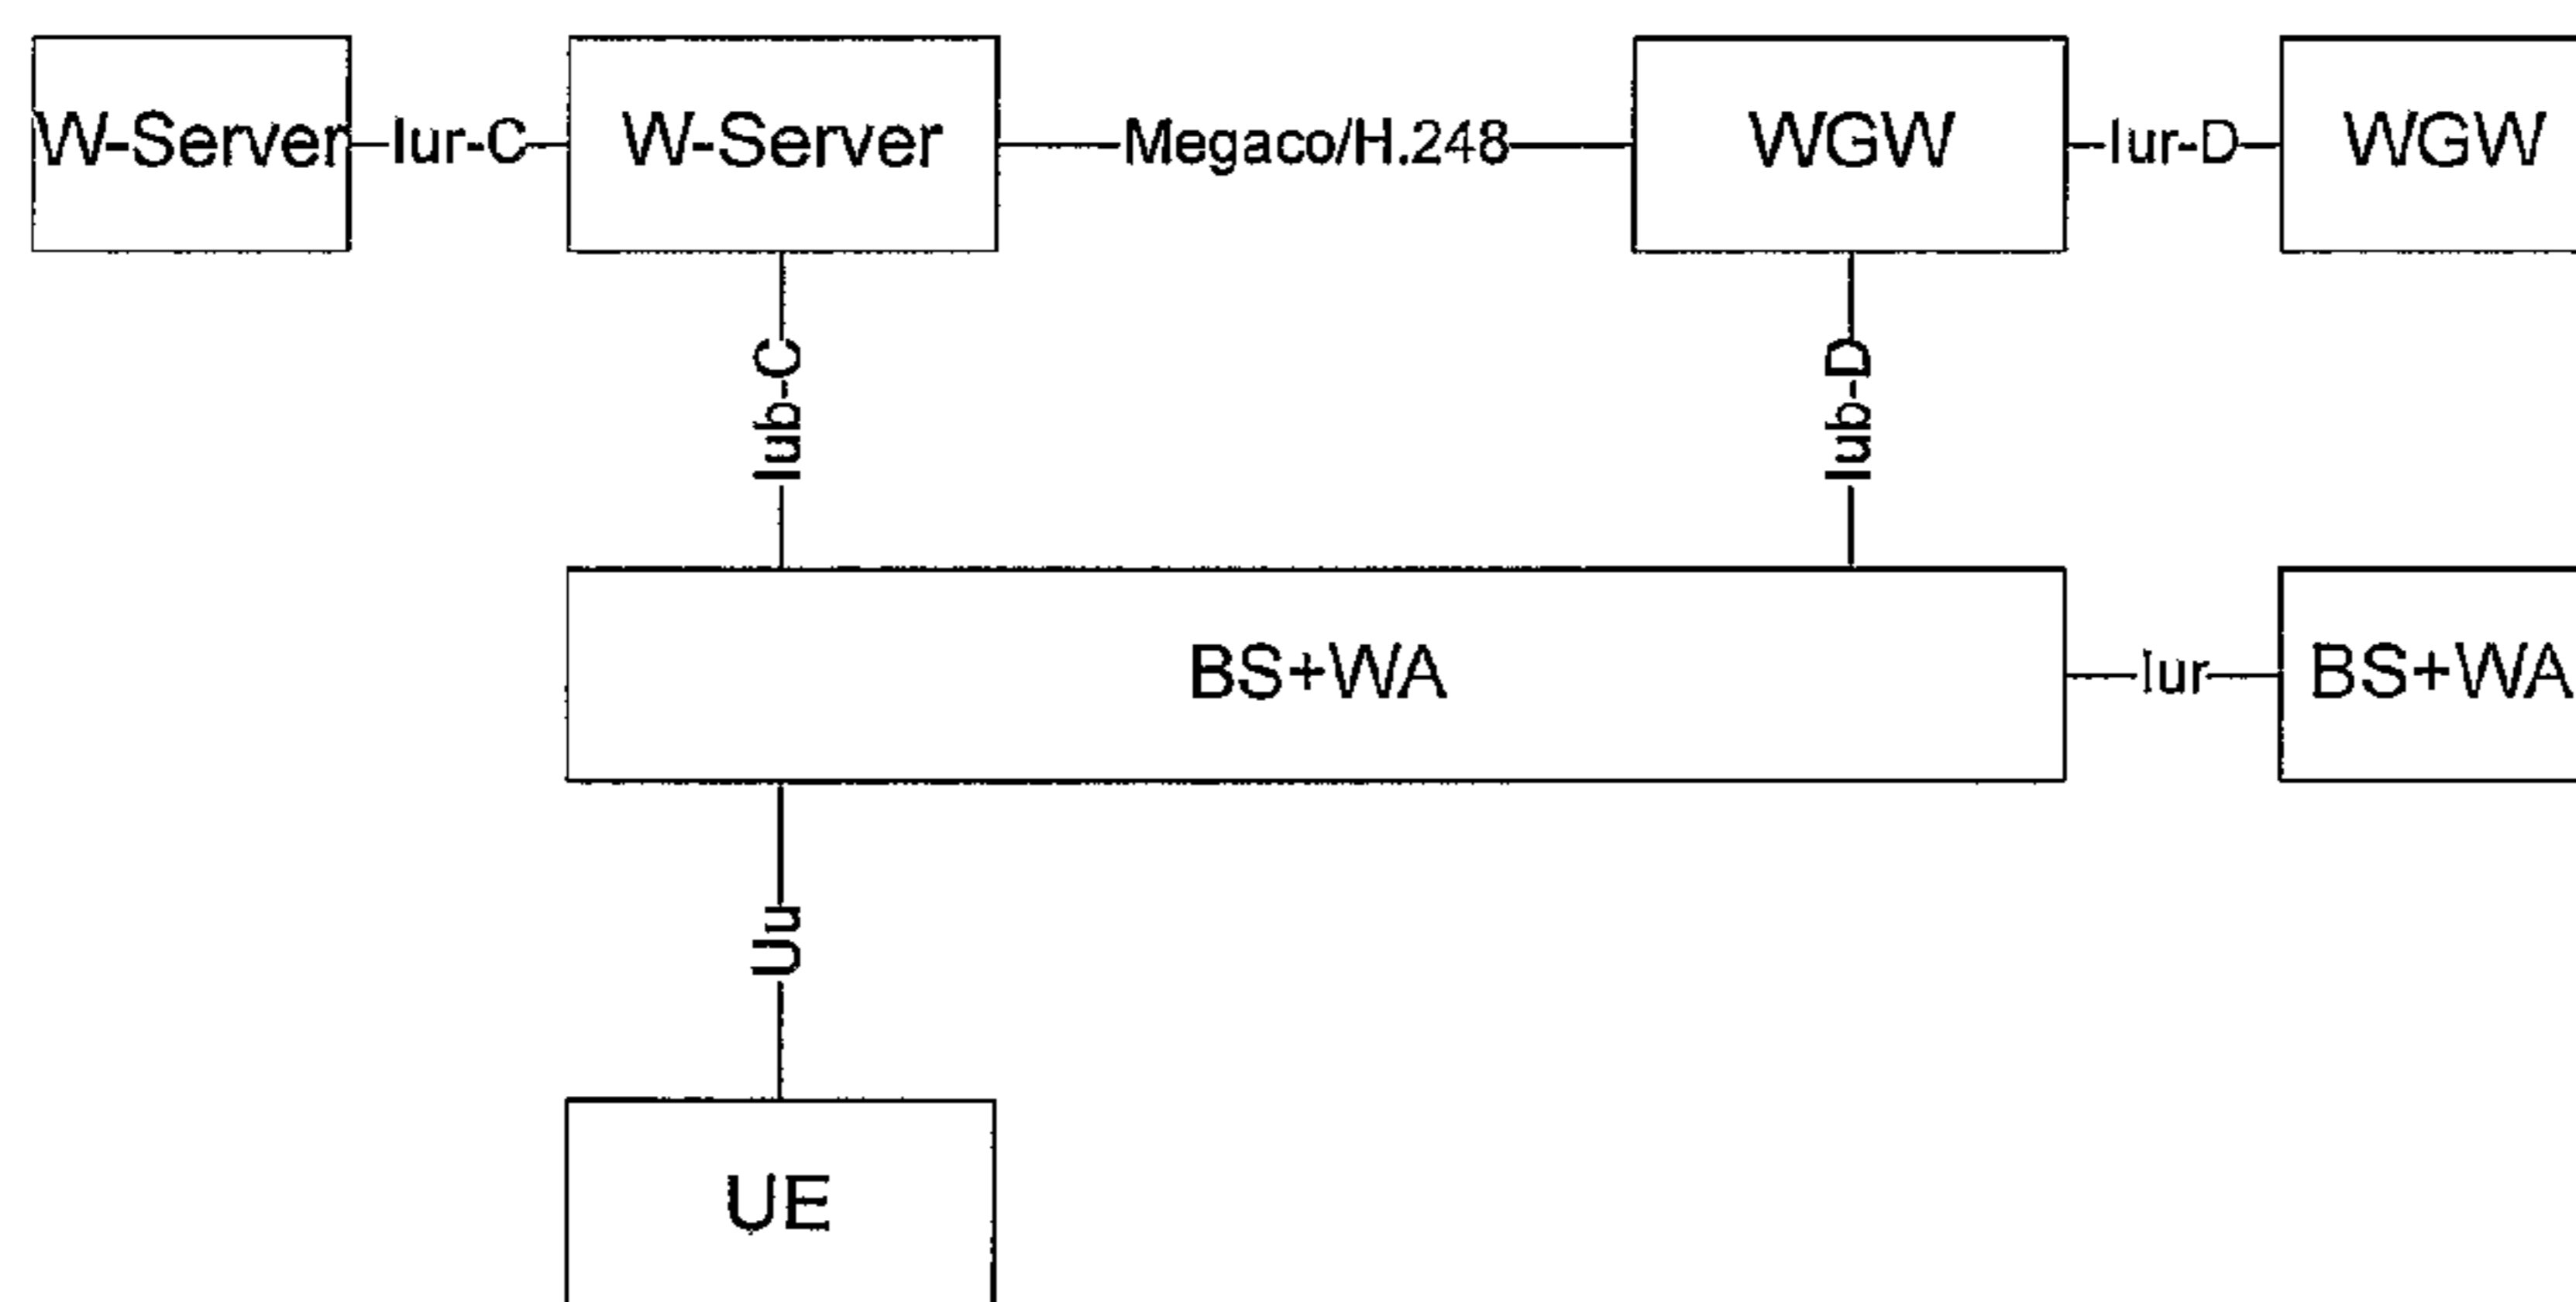 W-Server Iur-C W-Server Megaco/H.248 WGW Iur-D WGW
Iub-C Iub-D
BS+WA Iur BS+WA
Uu
UE